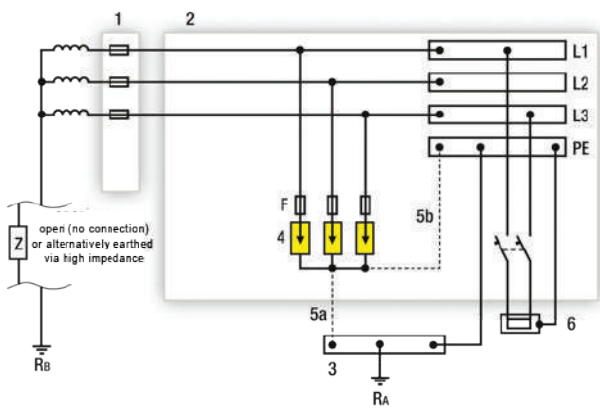 1
2
L1
L2
L3
PE
F
4
5b
open (no connection)
or alternatively earthed
via high impedance
Z
5a
3
6
RB
RA